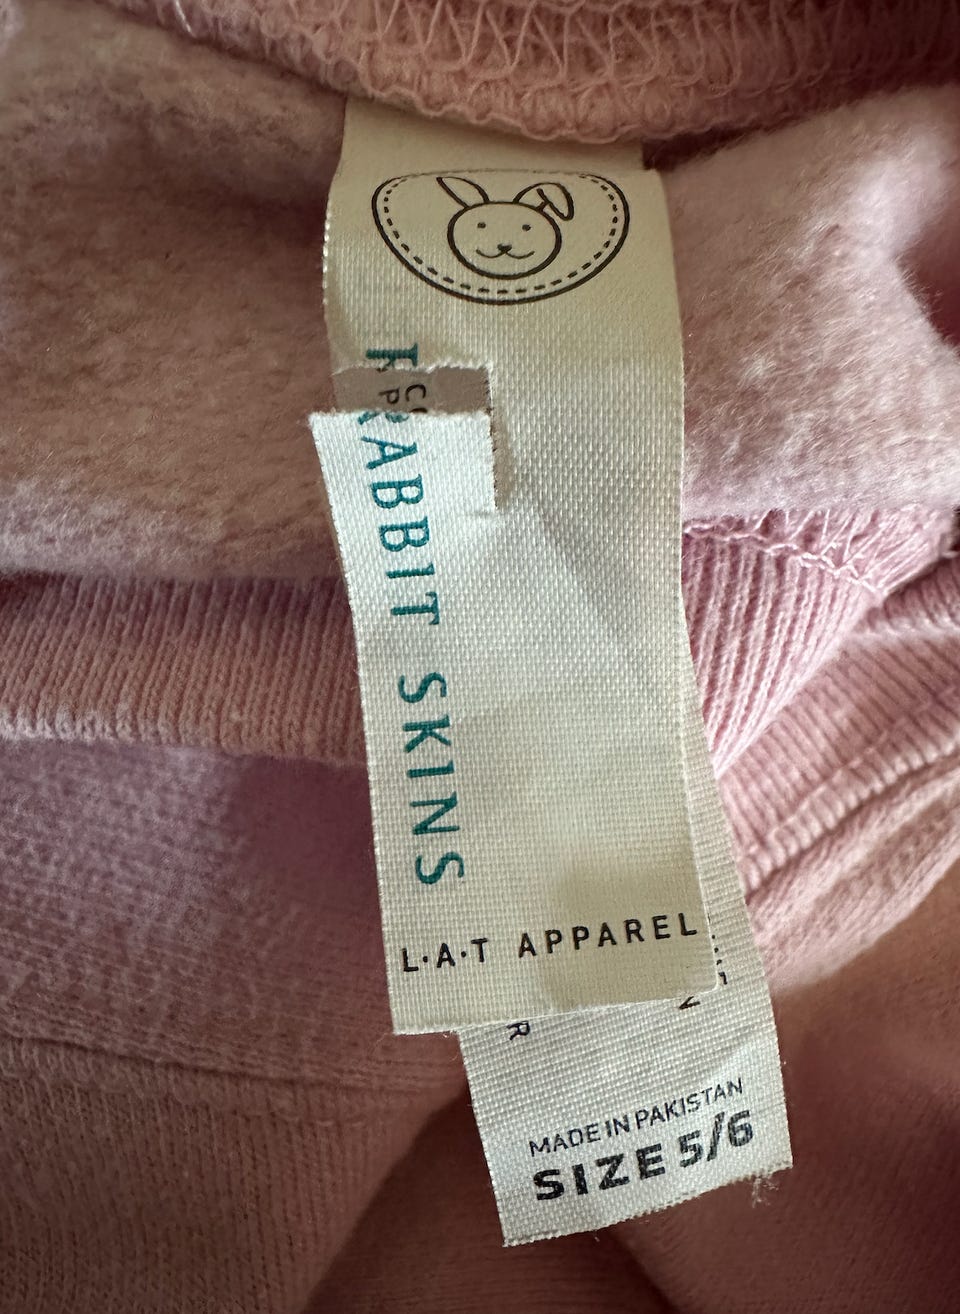 RABBIT SKINS
L·A·T APPAREL
MADE IN PAKISTAN
SIZE 5/6